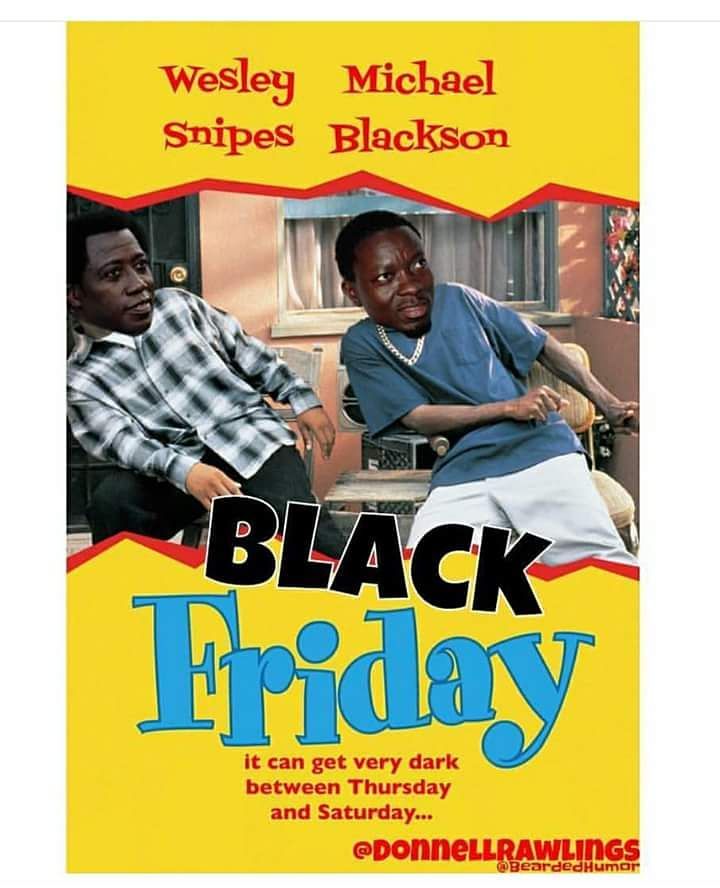 Wesley Michael
Snipes Blackson
BLACK
Friday
it can get very dark
between Thursday
and Saturday...
@DONNELLRAWLINGS
@BeardedHumor